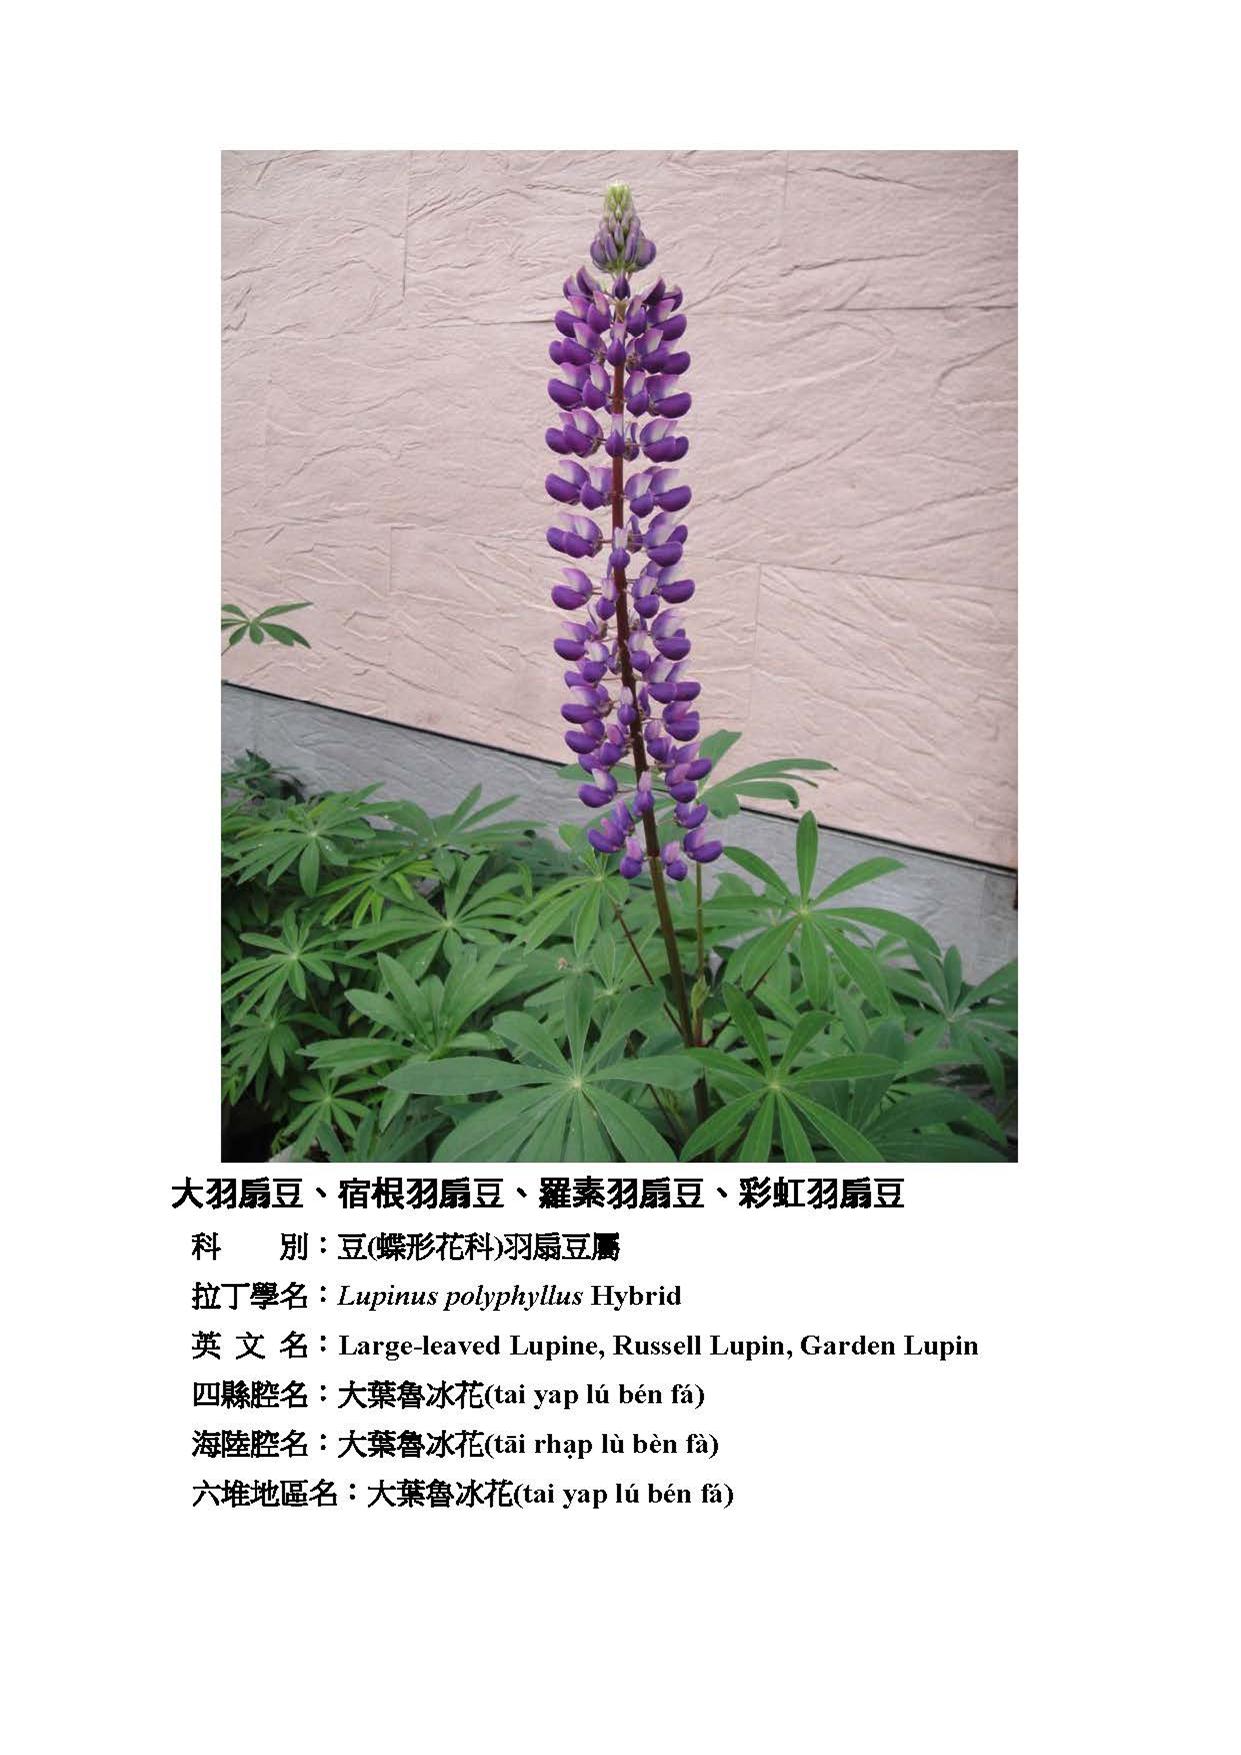 大羽扇豆、宿根羽扇豆、羅素羽扇豆、彩虹羽扇豆
科　　別：豆(蝶形花科)羽扇豆屬
拉丁學名：Lupinus polyphyllus Hybrid
英 文 名：Large-leaved Lupine, Russell Lupin, Garden Lupin
四縣腔名：大葉魯冰花(tai yap lú bén fá)
海陸腔名：大葉魯冰花(tāi rhạp lù bèn fà)
六堆地區名：大葉魯冰花(tai yap lú bén fá)